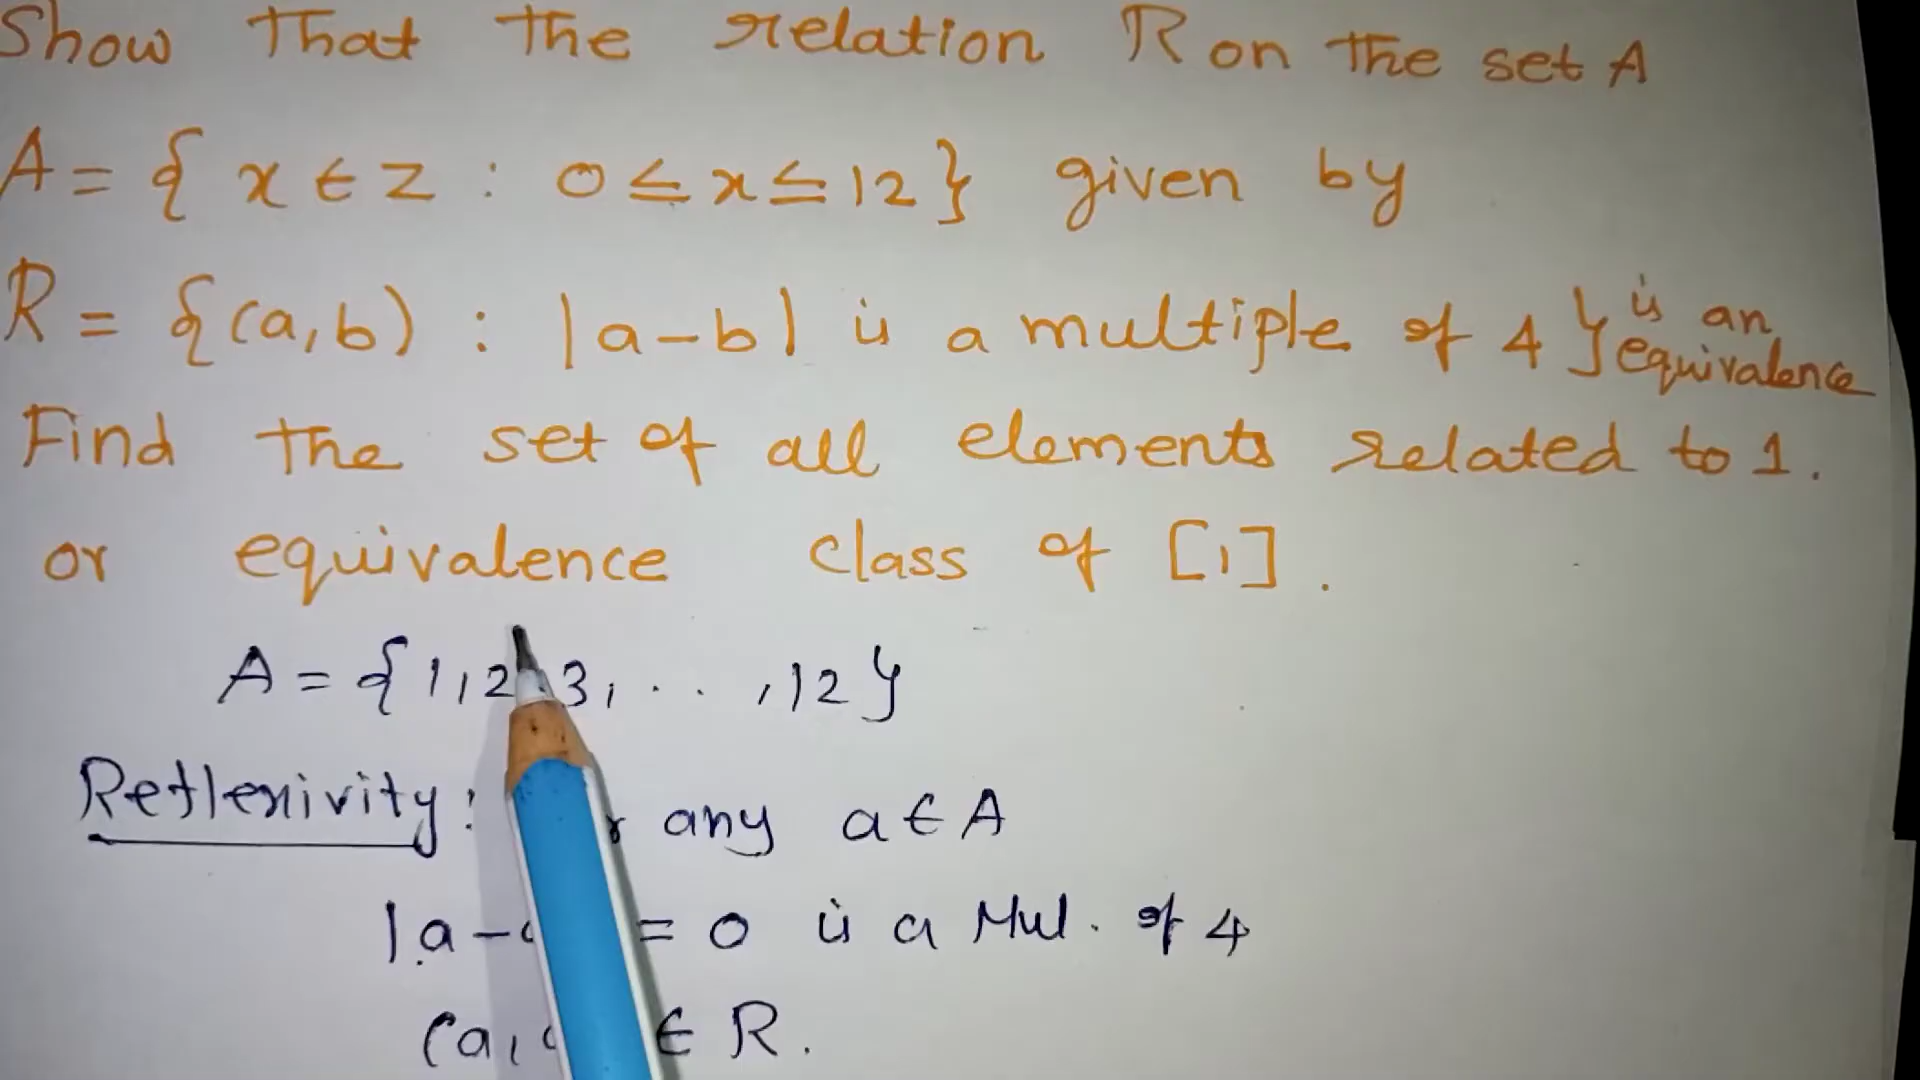 Show That the relation R on the set A
A = { x ∈ Z : 0 ≤ x ≤ 12 } given by
R = {(a, b) : |a-b| is a multiple of 4 } is an equivalence
Find the set of all elements related to 1.
or equivalence class of [1].
A = { 1, 2, 3, . . . , 12 }
Reflexivity: any a ∈ A
|a - = 0 is a Mul. of 4
(a, ∈ R.